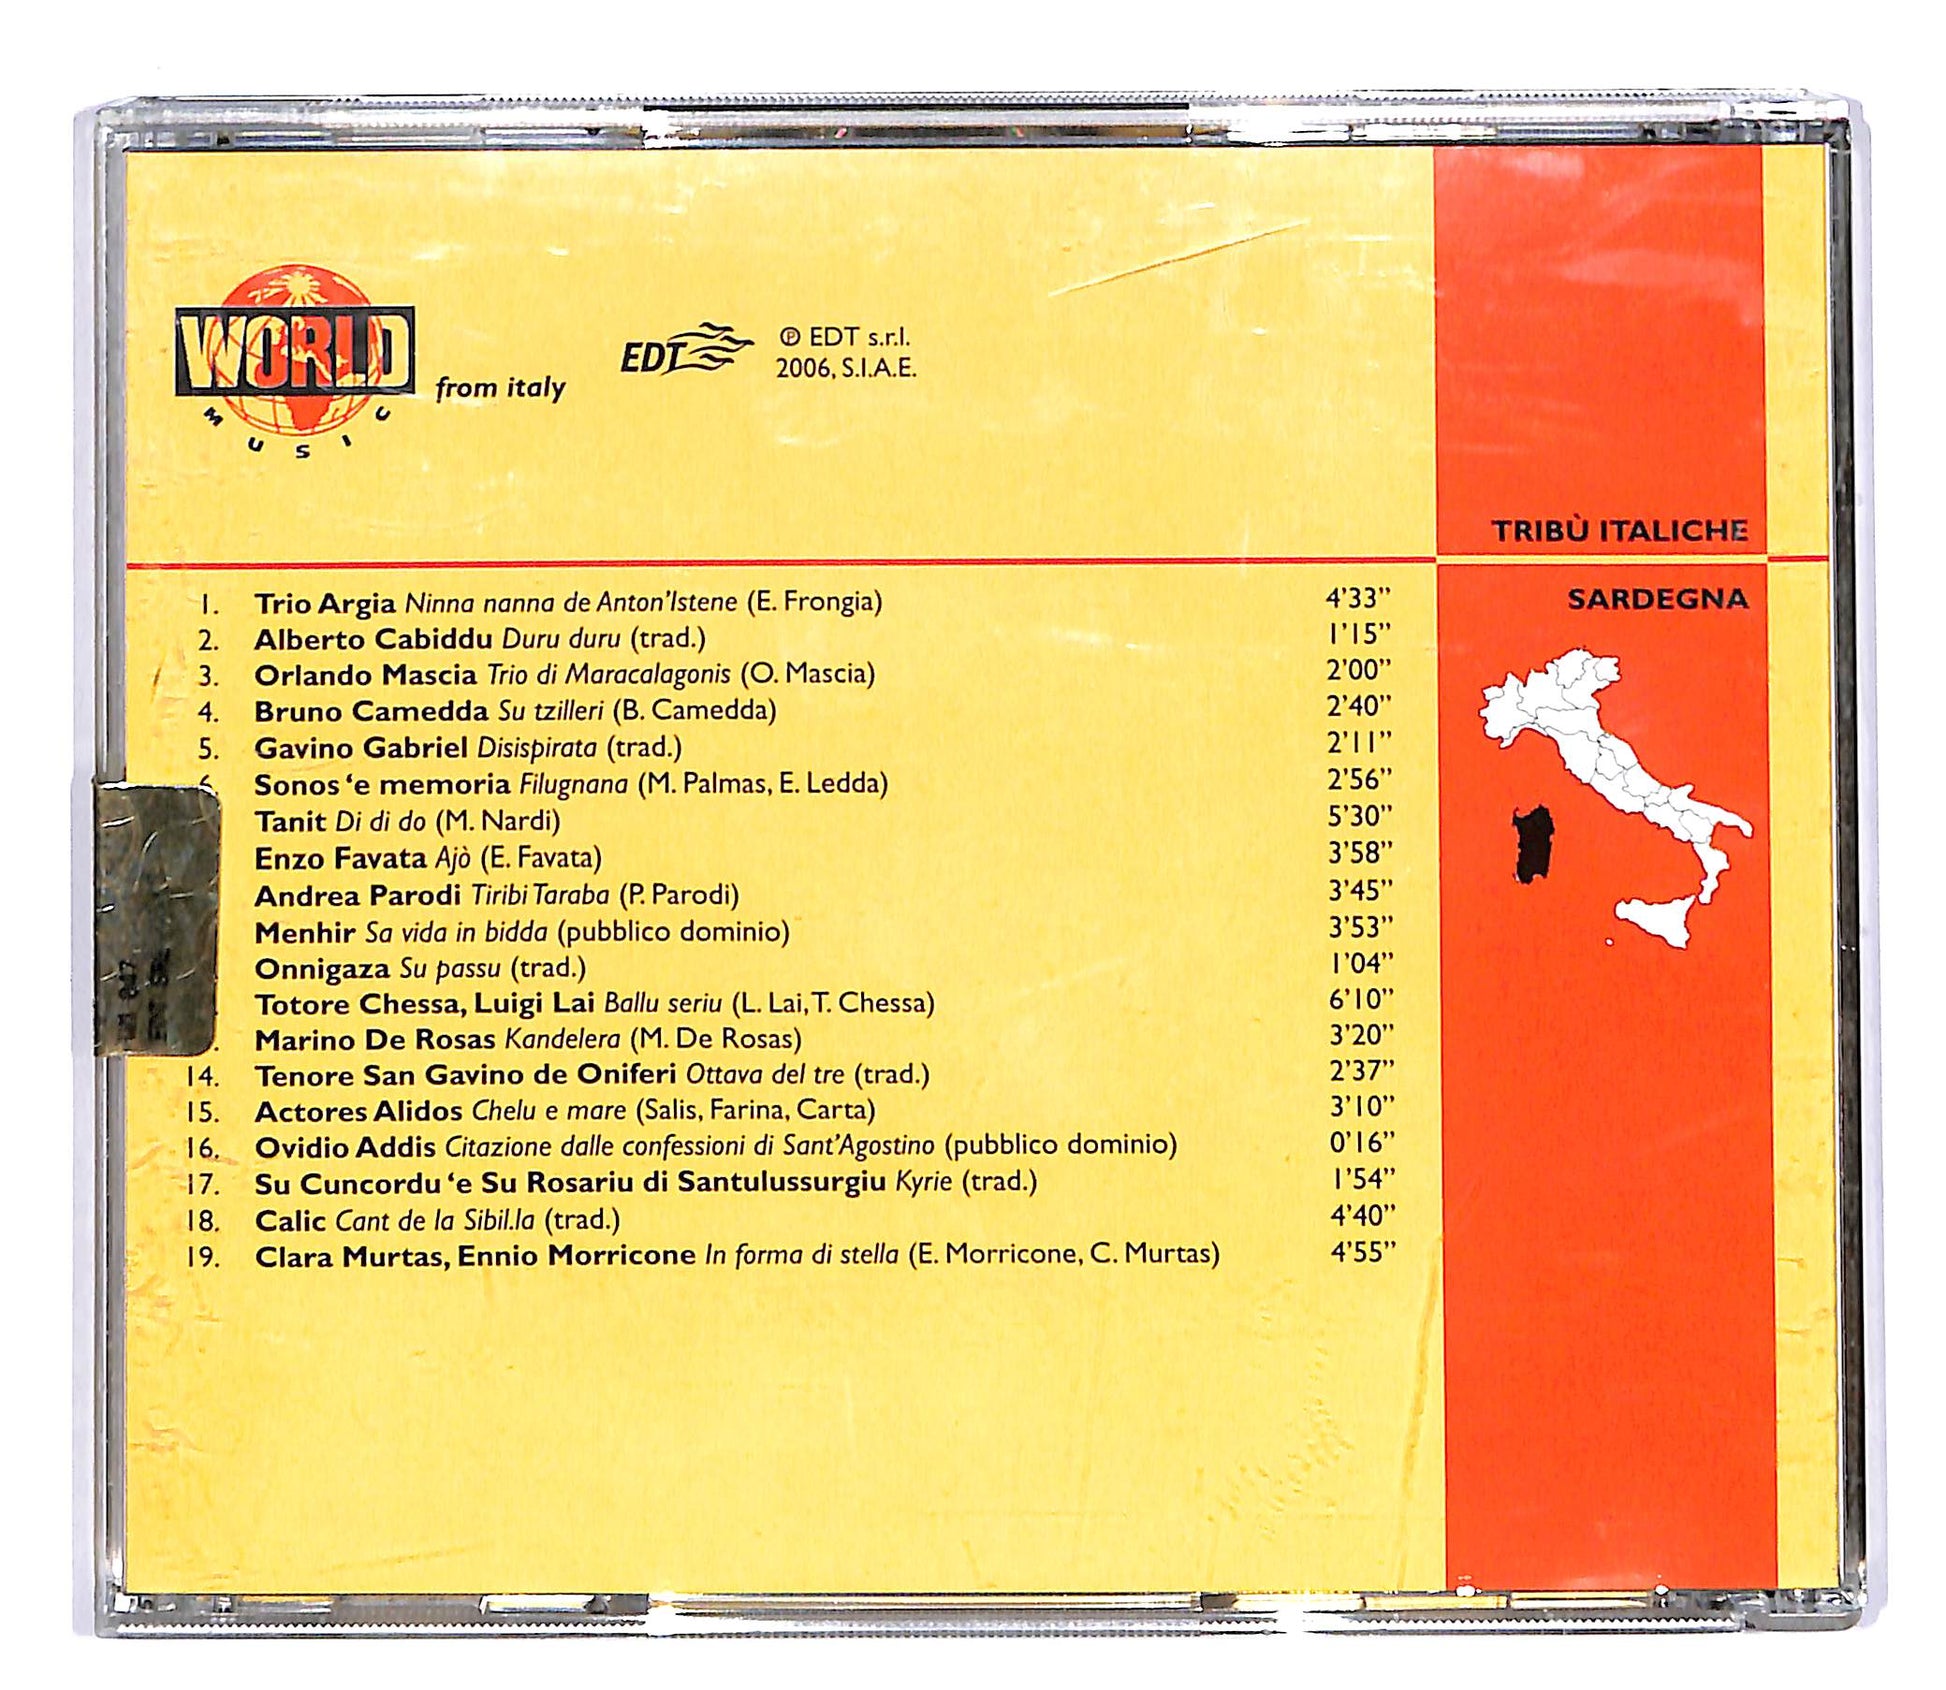 WORLD
MUSIC
from italy
EDT
℗ EDT s.r.l.
2006, S.I.A.E.
TRIBÙ ITALICHE
SARDEGNA
1. Trio Argia Ninna nanna de Anton'Istene (E. Frongia) 4'33”
2. Alberto Cabiddu Duru duru (trad.) 1'15”
3. Orlando Mascia Trio di Maracalagonis (O. Mascia) 2'00”
4. Bruno Camedda Su tzilleri (B. Camedda) 2'40”
5. Gavino Gabriel Disispirata (trad.) 2'11”
6. Sonos ‘e memoria Filugnana (M. Palmas, E. Ledda) 2'56”
Tanit Di di do (M. Nardi) 5'30”
Enzo Favata Ajò (E. Favata) 3'58”
Andrea Parodi Tiribi Taraba (P. Parodi) 3'45”
Menhir Sa vida in bidda (pubblico dominio) 3'53”
Onnigaza Su passu (trad.) 1'04”
Totore Chessa, Luigi Lai Ballu seriu (L. Lai, T. Chessa) 6'10”
Marino De Rosas Kandelera (M. De Rosas) 3'20”
14. Tenore San Gavino de Oniferi Ottava del tre (trad.) 2'37”
15. Actores Alidos Chelu e mare (Salis, Farina, Carta) 3'10”
16. Ovidio Addis Citazione dalle confessioni di Sant'Agostino (pubblico dominio) 0'16”
17. Su Cuncordu ‘e Su Rosariu di Santulussurgiu Kyrie (trad.) 1'54”
18. Calic Cant de la Sibil.la (trad.) 4'40”
19. Clara Murtas, Ennio Morricone In forma di stella (E. Morricone, C. Murtas) 4'55”